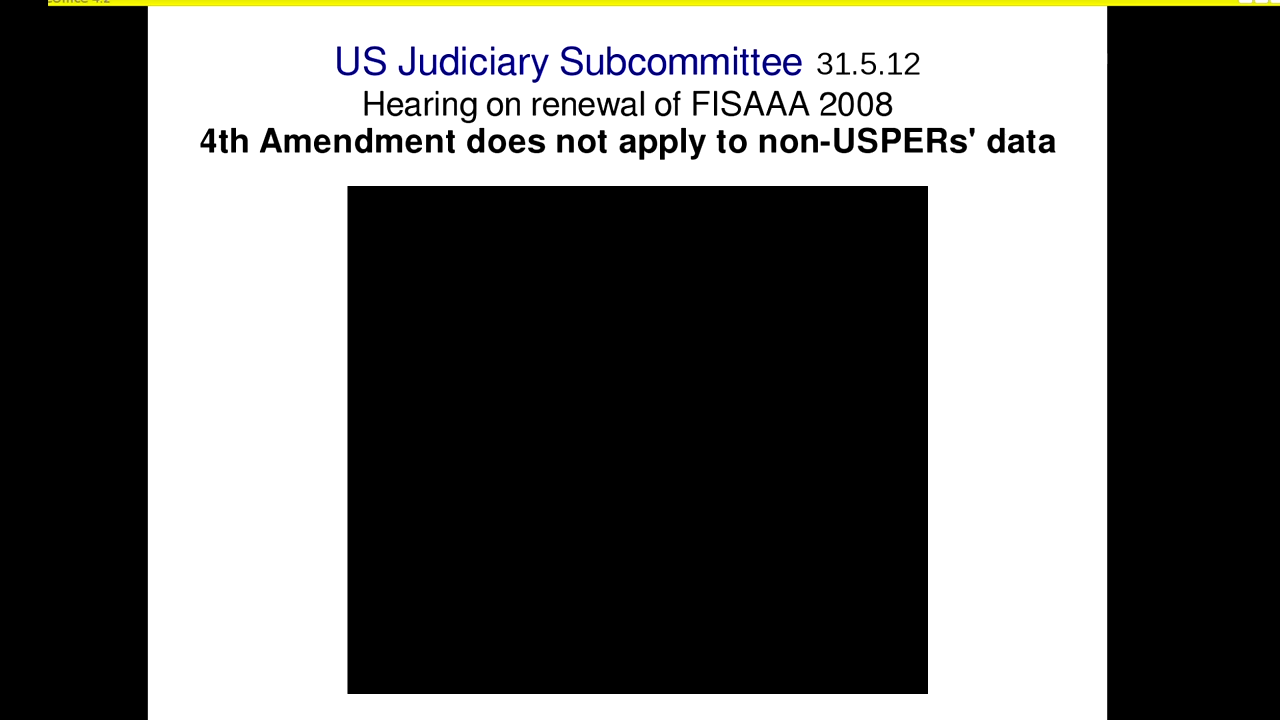 US Judiciary Subcommittee 31.5.12
Hearing on renewal of FISAAA 2008
4th Amendment does not apply to non-USPERs' data